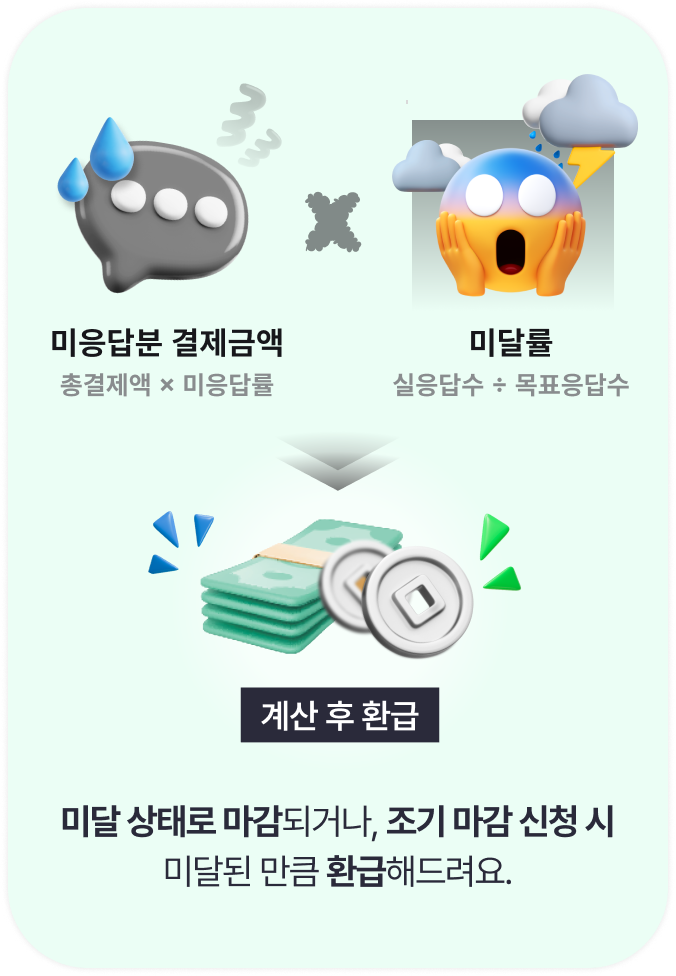 미응답분 결제금액
총결제액 × 미응답률
미달률
실응답수 ÷ 목표응답수
계산 후 환급
미달 상태로 마감되거나, 조기 마감 신청 시
미달된 만큼 환급해드려요.